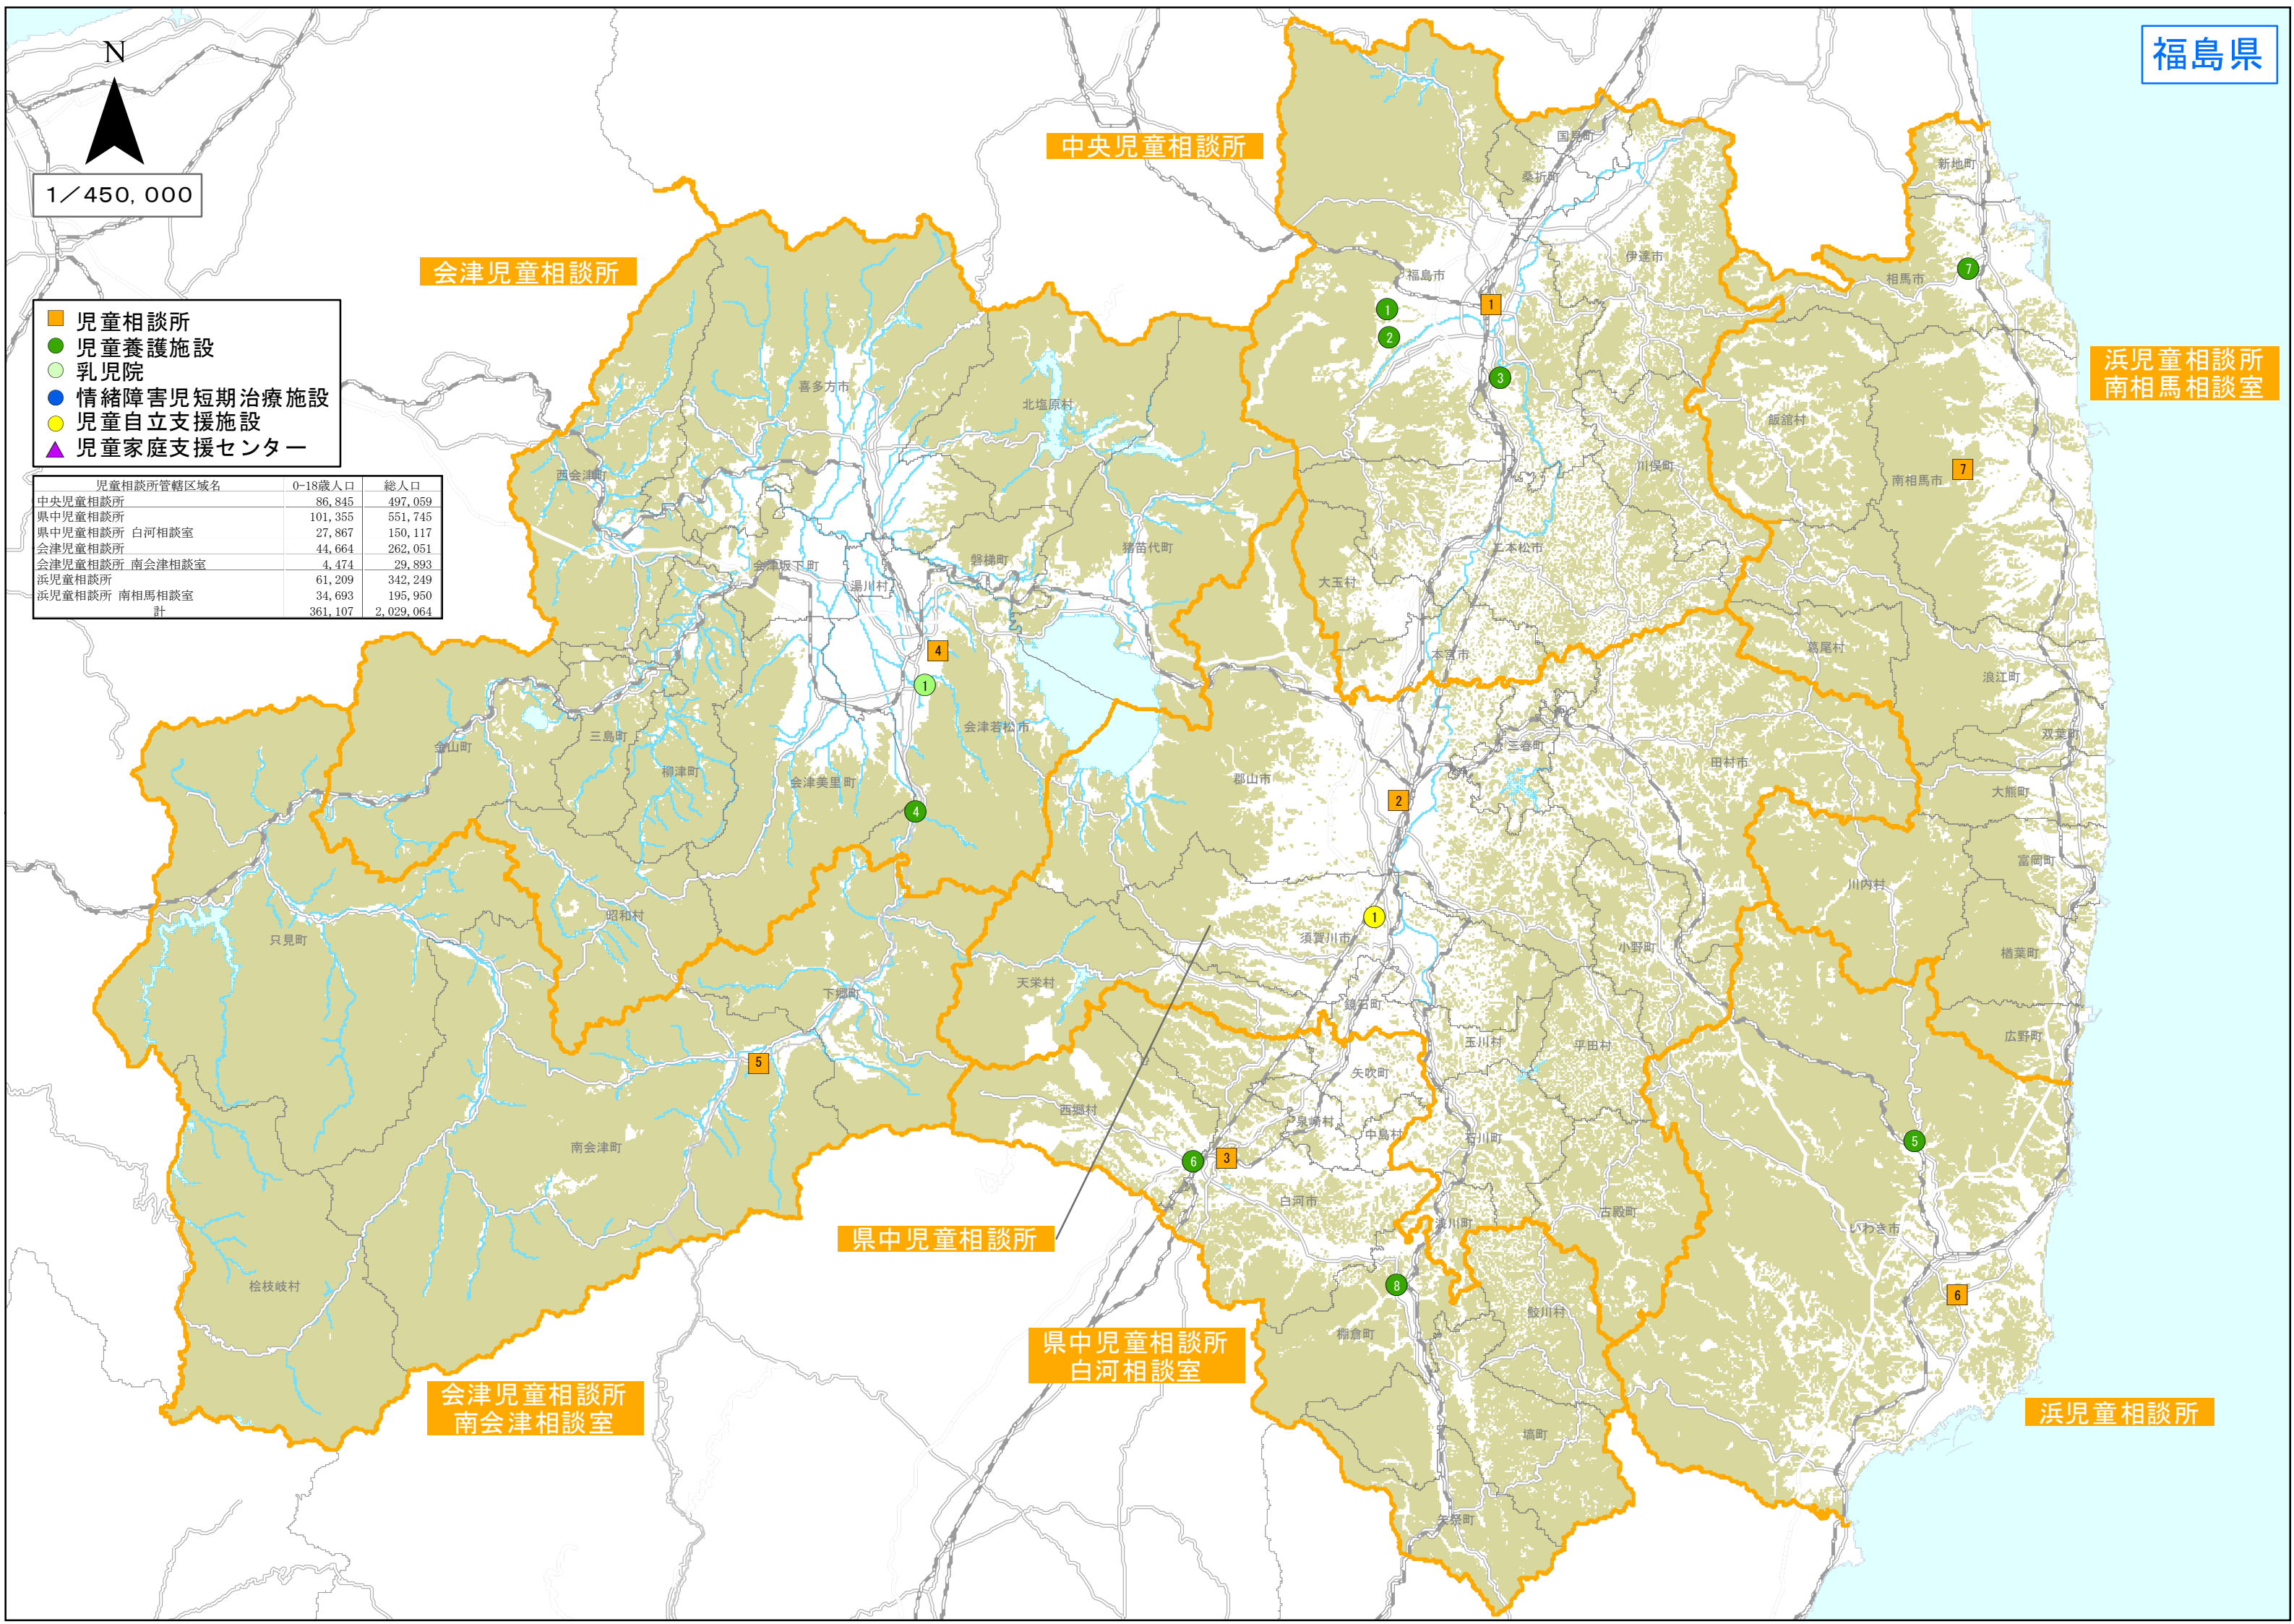 福島県
N
1／450,000
中央児童相談所
会津児童相談所
浜児童相談所
南相馬相談室
児童相談所
児童養護施設
乳児院
情緒障害児短期治療施設
児童自立支援施設
児童家庭支援センター
児童相談所管轄区域名 0-18歳人口 総人口
中央児童相談所 86,845 497,059
県中児童相談所 101,355 551,745
県中児童相談所 白河相談室 27,867 150,117
会津児童相談所 44,664 262,051
会津児童相談所 南会津相談室 4,474 29,893
浜児童相談所 61,209 342,249
浜児童相談所 南相馬相談室 34,693 195,950
計 361,107 2,029,064
国見町
桑折町
新地町
伊達市
福島市
相馬市
1
7
1
2
3
喜多方市
北塩原村
飯舘村
川俣町
南相馬市
7
西会津町
二本松市
猪苗代町
磐梯町
会津坂下町
湯川村
大玉村
本宮市
葛尾村
浪江町
4
1
三島町
金山町
柳津町
会津美里町
会津若松市
郡山市
三春町
田村市
双葉町
大熊町
2
4
富岡町
川内村
昭和村
只見町
1
須賀川市
小野町
楢葉町
天栄村
下郷町
鏡石町
広野町
玉川村
平田村
5
矢吹町
西郷村
泉崎村
中島村
石川町
南会津町
5
6
3
白河市
古殿町
浅川町
いわき市
県中児童相談所
桧枝岐村
8
6
鮫川村
棚倉町
県中児童相談所
白河相談室
会津児童相談所
南会津相談室
浜児童相談所
塙町
矢祭町